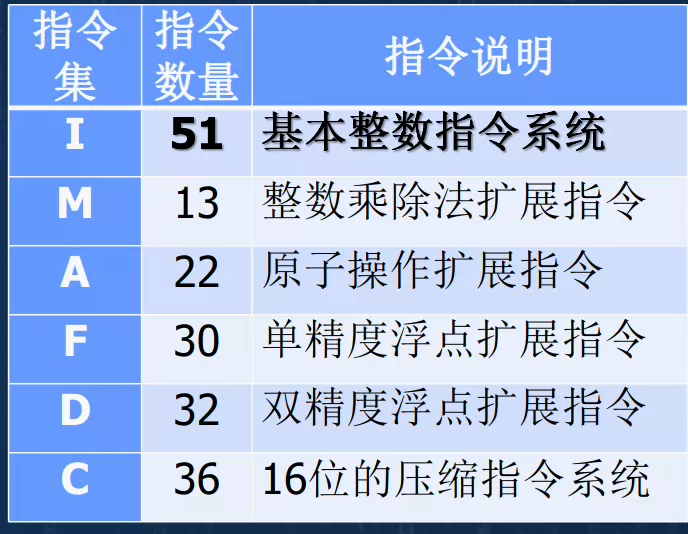 指令集 指令数量 指令说明
I 51 基本整数指令系统
M 13 整数乘除法扩展指令
A 22 原子操作扩展指令
F 30 单精度浮点扩展指令
D 32 双精度浮点扩展指令
C 36 16位的压缩指令系统